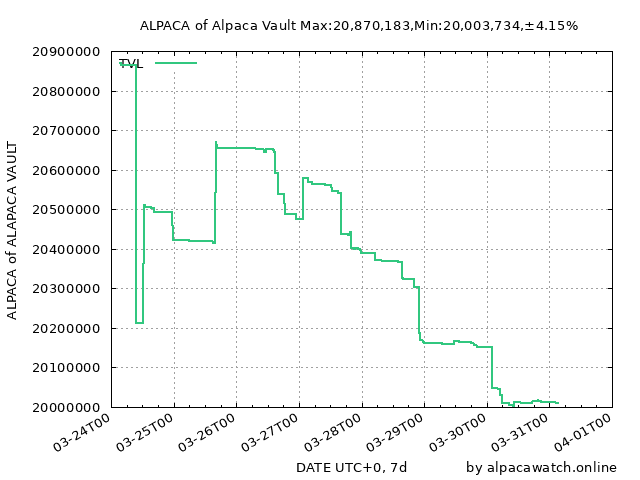 ALPACA of Alpaca Vault Max:20,870,183,Min:20,003,734,±4.15%
ALPACA of ALAPACA VAULT
20900000
20800000
20700000
20600000
20500000
20400000
20300000
20200000
20100000
20000000
TVL
03-24T00
03-25T00
03-26T00
03-27T00
03-28T00
03-29T00
03-30T00
03-31T00
04-01T00
DATE UTC+0, 7d
by alpacawatch.online